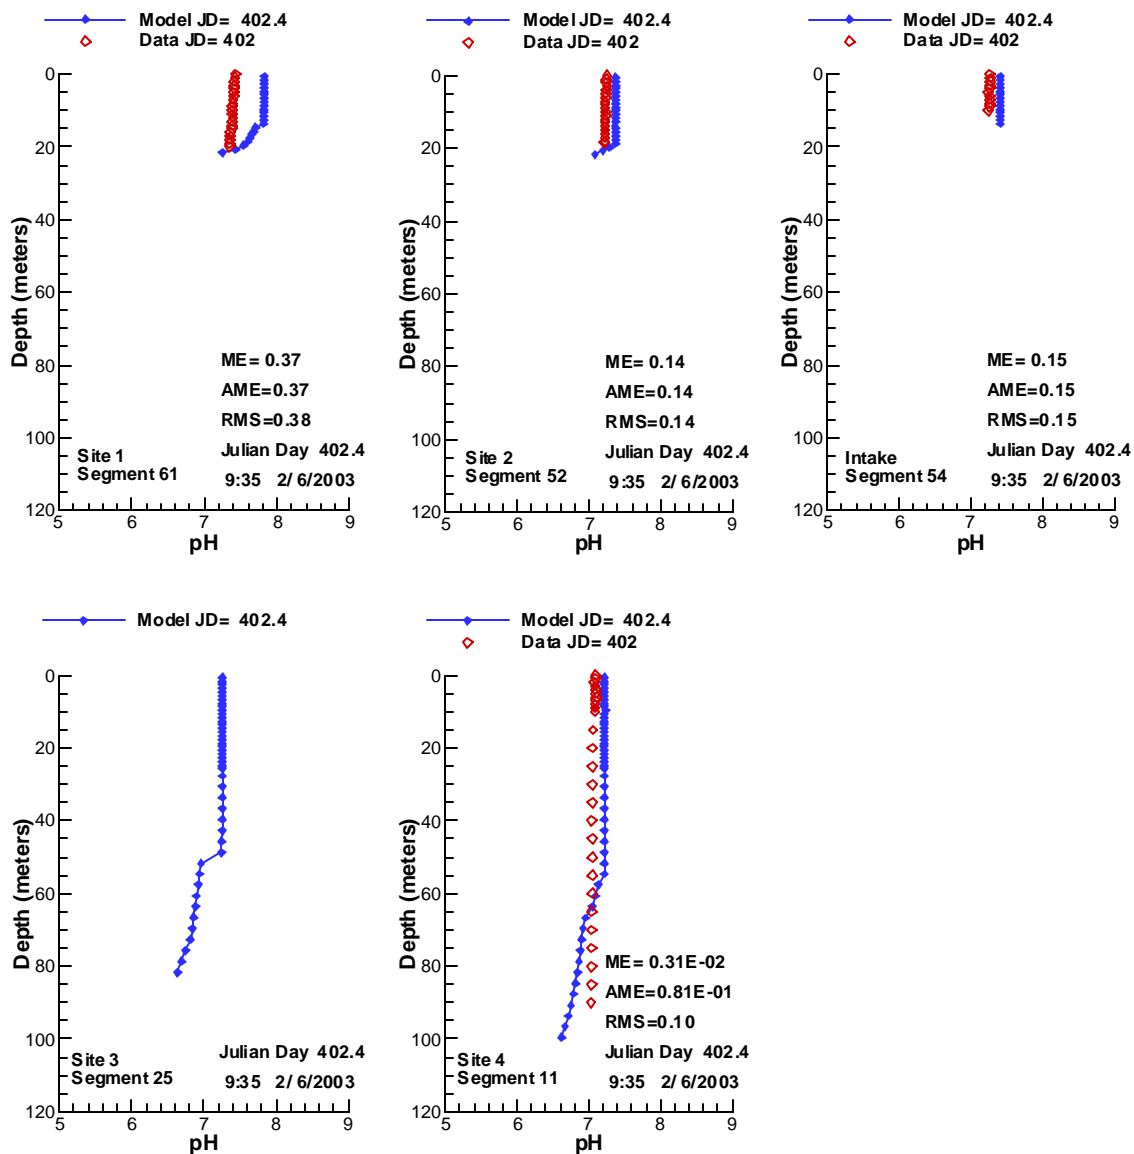 Model JD= 402.4
Data JD= 402
0
20
40
60
80
100
120
Depth (meters)
ME= 0.37
AME=0.37
RMS=0.38
Julian Day 402.4
9:35 2/ 6/2003
Site 1
Segment 61
5 6 7 8 9
pH
Model JD= 402.4
Data JD= 402
0
20
40
60
80
100
120
Depth (meters)
ME= 0.14
AME=0.14
RMS=0.14
Julian Day 402.4
9:35 2/ 6/2003
Site 2
Segment 52
5 6 7 8 9
pH
Model JD= 402.4
Data JD= 402
0
20
40
60
80
100
120
Depth (meters)
ME= 0.15
AME=0.15
RMS=0.15
Julian Day 402.4
9:35 2/ 6/2003
Intake
Segment 54
5 6 7 8 9
pH
Model JD= 402.4
0
20
40
60
80
100
120
Depth (meters)
Julian Day 402.4
9:35 2/ 6/2003
Site 3
Segment 25
5 6 7 8 9
pH
Model JD= 402.4
Data JD= 402
0
20
40
60
80
100
120
Depth (meters)
ME= 0.31E-02
AME=0.81E-01
RMS=0.10
Julian Day 402.4
9:35 2/ 6/2003
Site 4
Segment 11
5 6 7 8 9
pH